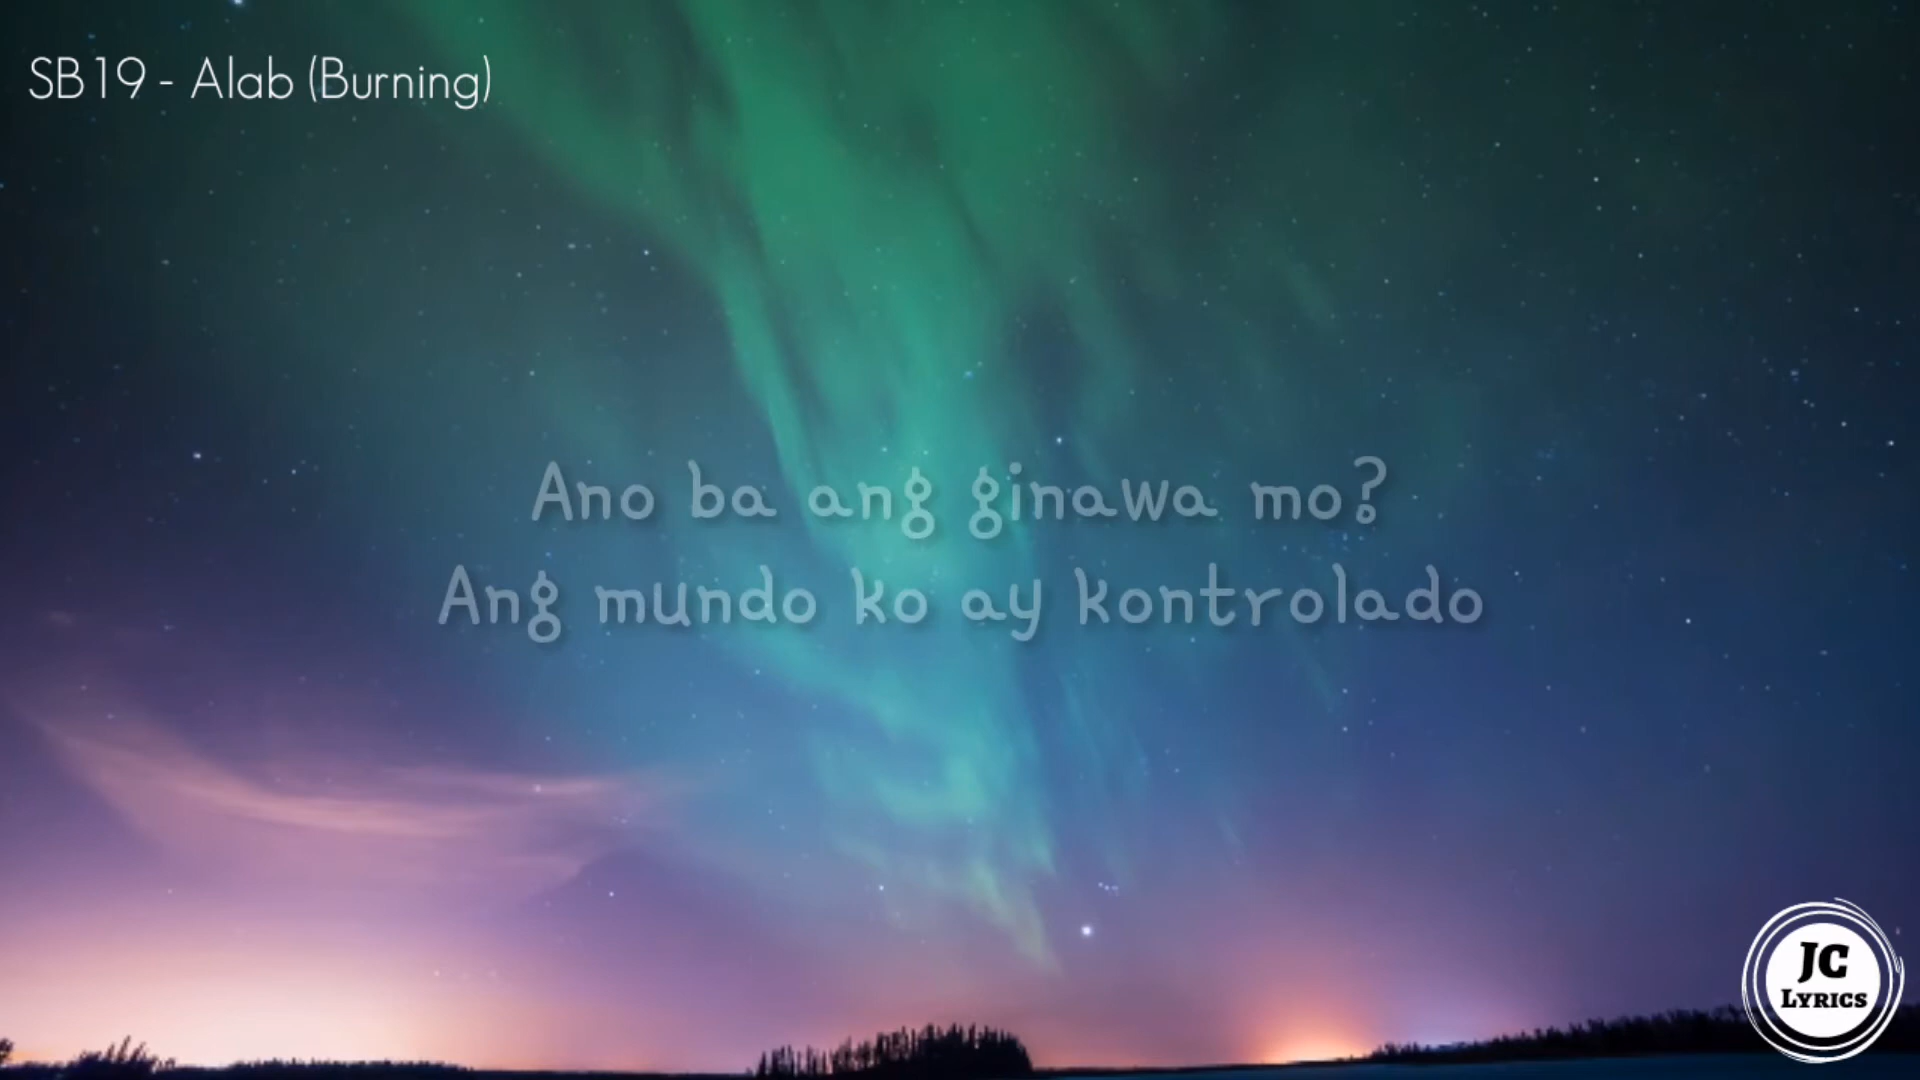 SB19 - Alab (Burning)
Ano ba ang ginawa mo?
Ang mundo ko ay kontrolado
JC
LYRICS